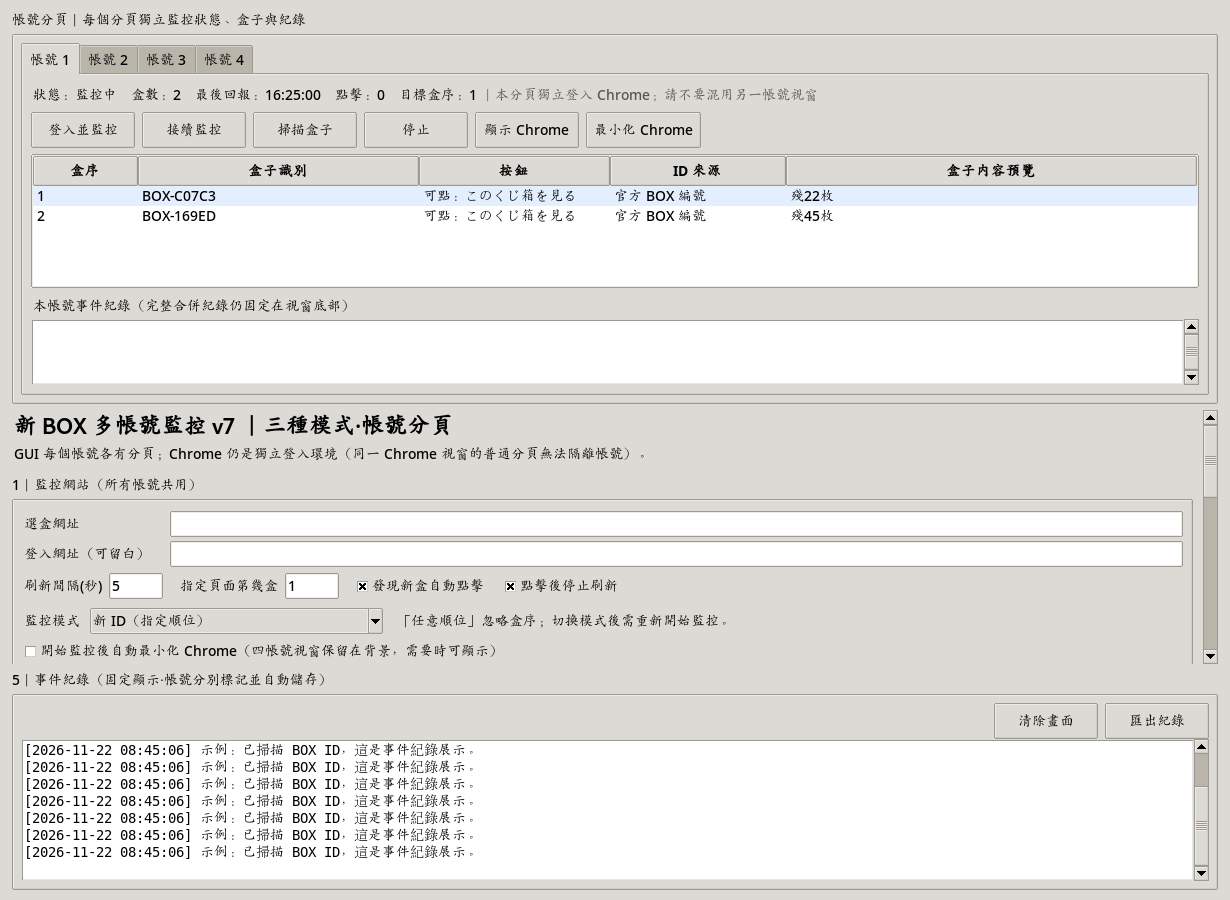 帳號分頁｜每個分頁獨立監控狀態、盒子與紀錄
帳號 1 帳號 2 帳號 3 帳號 4
狀態：監控中 盒數：2 最後回報：16:25:00 點擊：0 目標盒序：1 ｜本分頁獨立登入 Chrome；請不要混用另一帳號視窗
登入並監控 接續監控 掃描盒子 停止 顯示 Chrome 最小化 Chrome
盒序 盒子識別 按鈕 ID 來源 盒子內容預覽
1 BOX-C07C3 可點：このくじ箱を見る 官方 BOX 編號 殘22枚
2 BOX-169ED 可點：このくじ箱を見る 官方 BOX 編號 殘45枚
本帳號事件紀錄（完整合併紀錄仍固定在視窗底部）
新 BOX 多帳號監控 v7 ｜三種模式·帳號分頁
GUI 每個帳號各有分頁；Chrome 仍是獨立登入環境（同一 Chrome 視窗的普通分頁無法隔離帳號）。
1｜監控網站（所有帳號共用）
選盒網址
登入網址（可留白）
刷新間隔(秒) 5 指定頁面第幾盒 1 發現新盒自動點擊 點擊後停止刷新
監控模式 新 ID（指定順位） 「任意順位」忽略盒序；切換模式後需重新開始監控。
開始監控後自動最小化 Chrome（四帳號視窗保留在背景，需要時可顯示）
5｜事件紀錄（固定顯示·帳號分別標記並自動儲存）
清除畫面 匯出紀錄
[2026-11-22 08:45:06] 示例：已掃描 BOX ID，這是事件紀錄展示。
[2026-11-22 08:45:06] 示例：已掃描 BOX ID，這是事件紀錄展示。
[2026-11-22 08:45:06] 示例：已掃描 BOX ID，這是事件紀錄展示。
[2026-11-22 08:45:06] 示例：已掃描 BOX ID，這是事件紀錄展示。
[2026-11-22 08:45:06] 示例：已掃描 BOX ID，這是事件紀錄展示。
[2026-11-22 08:45:06] 示例：已掃描 BOX ID，這是事件紀錄展示。
[2026-11-22 08:45:06] 示例：已掃描 BOX ID，這是事件紀錄展示。